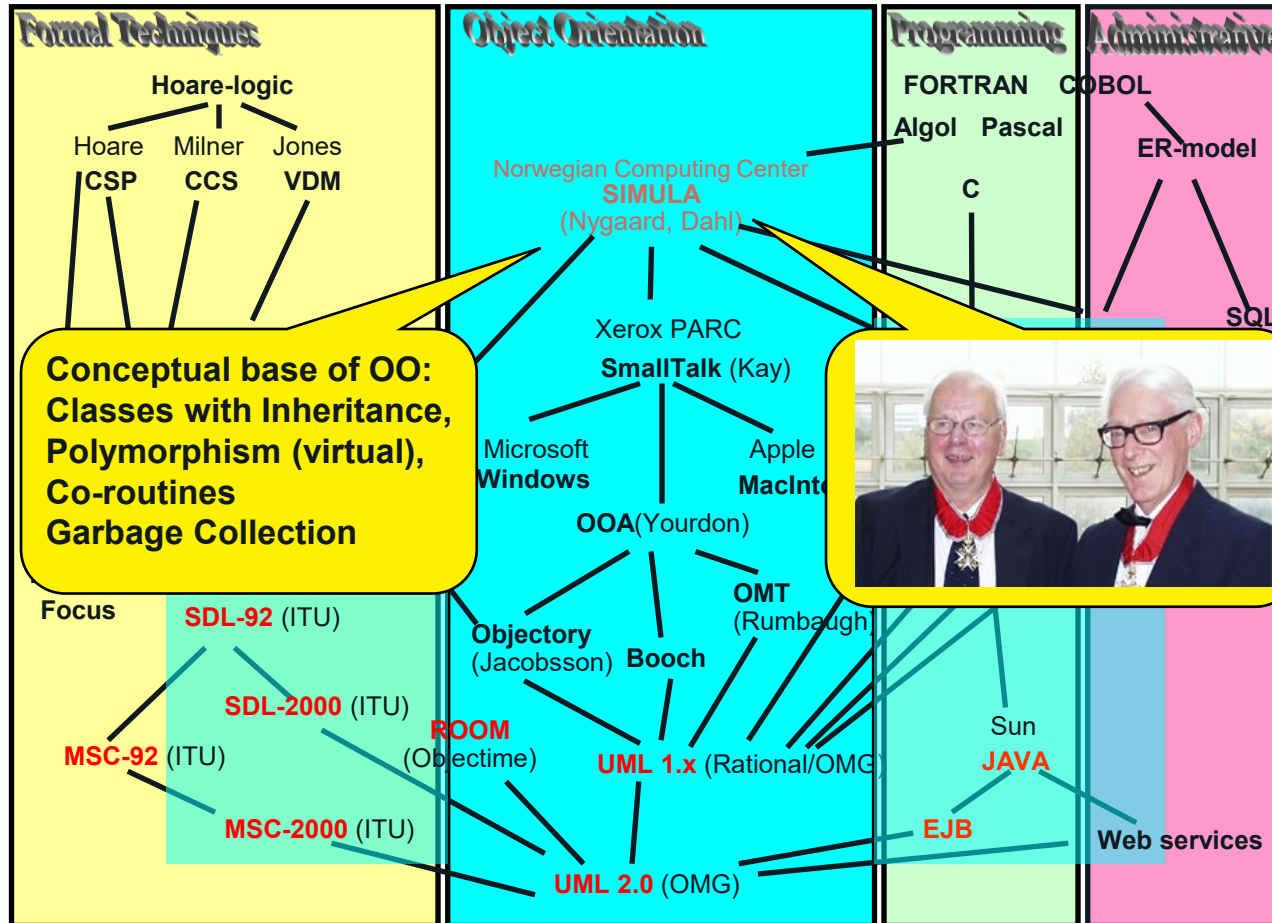 Formal Techniques
Hoare-logic
Hoare Milner Jones
CSP CCS VDM
Object Orientation
Norwegian Computing Center
SIMULA
(Nygaard, Dahl)
Programming
FORTRAN
Algol Pascal
C
Administrative
COBOL
ER-model
SQL
Conceptual base of OO:
Classes with Inheritance,
Polymorphism (virtual),
Co-routines
Garbage Collection
Xerox PARC
SmallTalk (Kay)
Microsoft
Windows
Apple
MacInto
OOA(Yourdon)
OMT
(Rumbaugh)
Objectory
(Jacobsson)
Booch
Focus
SDL-92 (ITU)
SDL-2000 (ITU)
MSC-92 (ITU)
MSC-2000 (ITU)
ROOM
(Objectime)
UML 1.x (Rational/OMG)
UML 2.0 (OMG)
Sun
JAVA
EJB
Web services